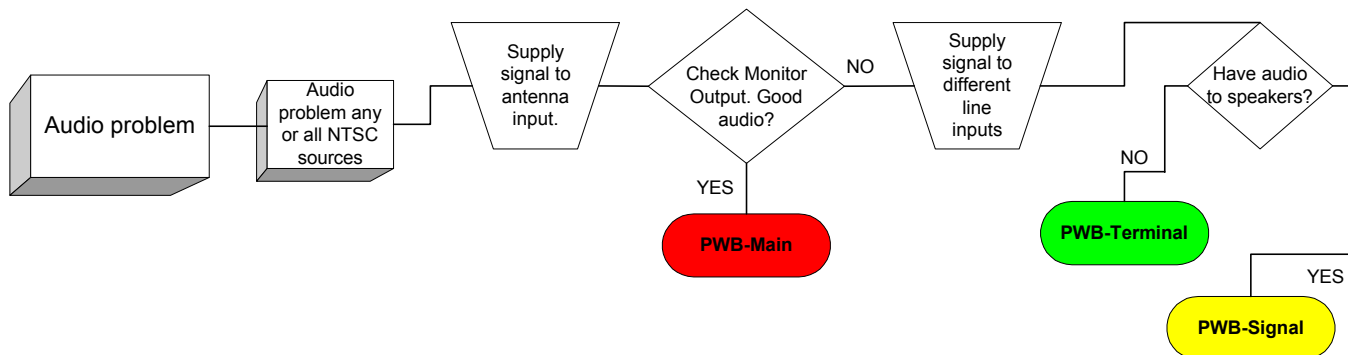 Audio problem
Audio
problem any
or all NTSC
sources
Supply
signal to
antenna
input.
Check Monitor
Output. Good
audio?
NO
YES
PWB-Main
Supply
signal to
different
line
inputs
Have audio
to speakers?
NO
PWB-Terminal
YES
PWB-Signal